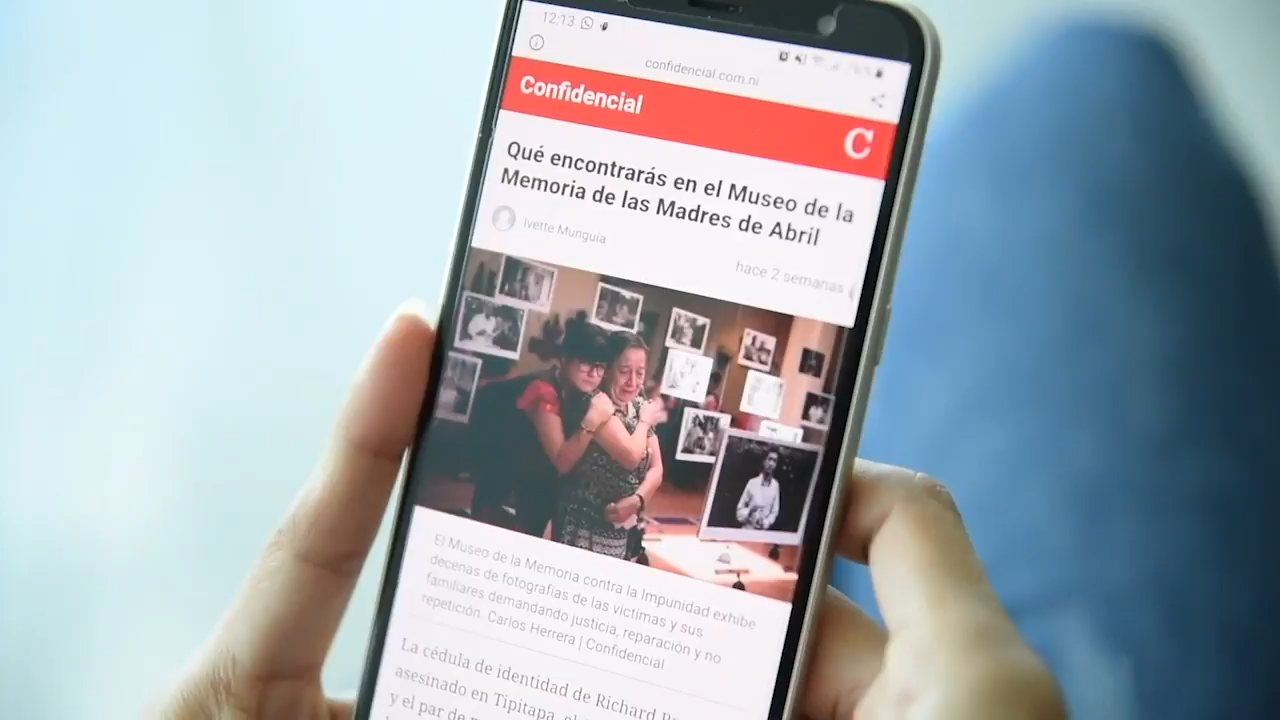 12:13
confidencial.com.ni
Confidencial
C
Qué encontrarás en el Museo de la
Memoria de las Madres de Abril
Ivette Munguía
hace 2 semanas
El Museo de la Memoria contra la Impunidad exhibe
decenas de fotografías de las víctimas y sus
familiares demandando justicia, reparación y no
repetición. Carlos Herrera | Confidencial
La cédula de identidad de Richard
asesinado en Tipitapa, el
y el par de